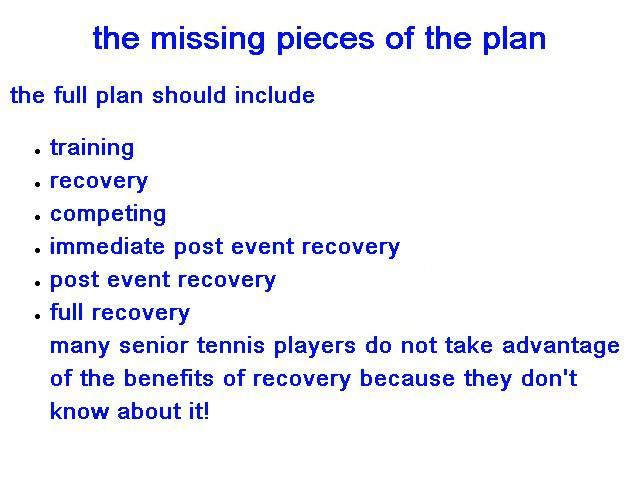 the missing pieces of the plan
the full plan should include
• training
• recovery
• competing
• immediate post event recovery
• post event recovery
• full recovery
many senior tennis players do not take advantage
of the benefits of recovery because they don't
know about it!